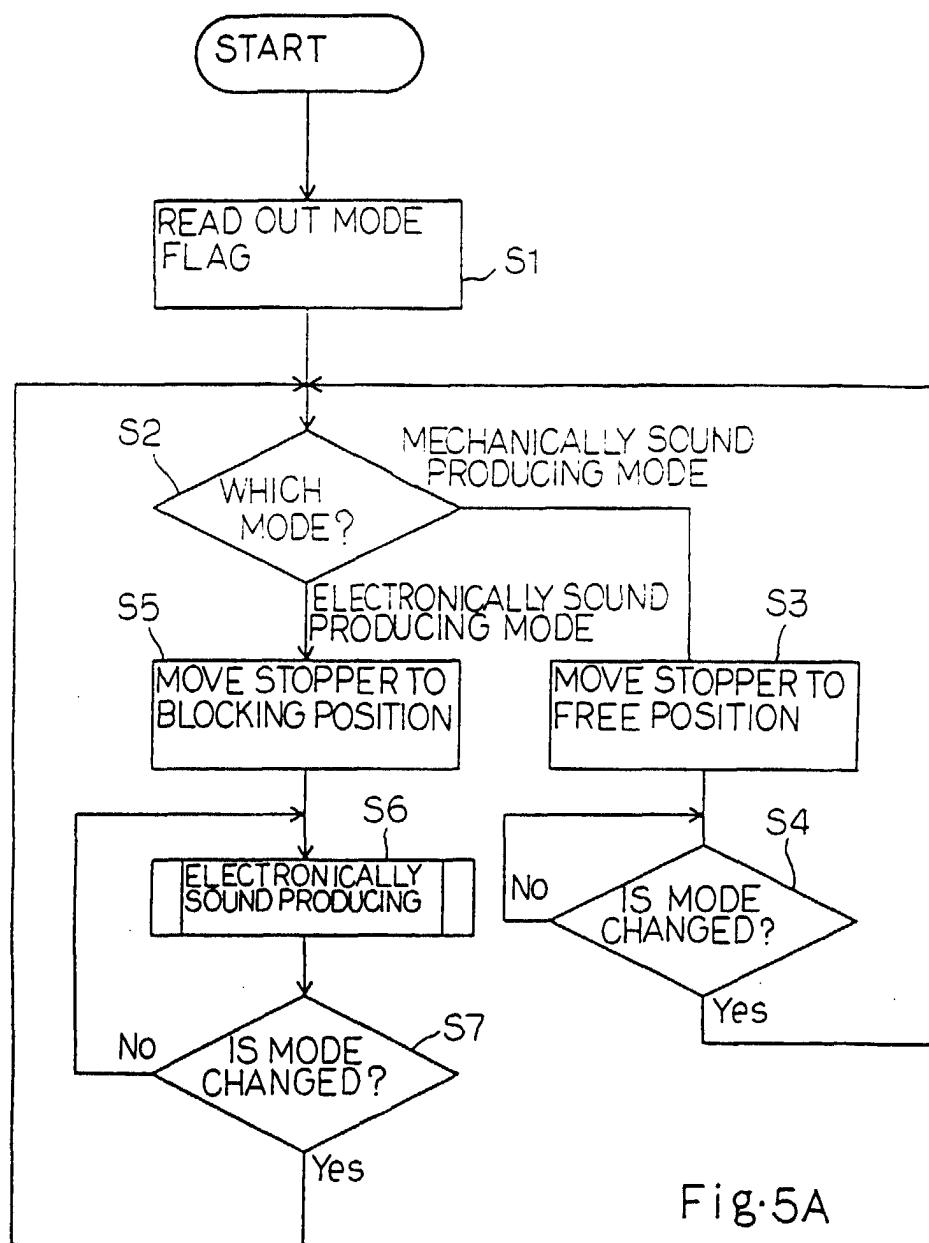 START
READ OUT MODE
FLAG
S1
S2
WHICH
MODE?
MECHANICALLY SOUND
PRODUCING MODE
ELECTRONICALLY SOUND
PRODUCING MODE
S5
MOVE STOPPER TO
BLOCKING POSITION
S3
MOVE STOPPER TO
FREE POSITION
S6
ELECTRONICALLY
SOUND PRODUCING
S4
No
IS MODE
CHANGED?
Yes
S7
No
IS MODE
CHANGED?
Yes
Fig.5A